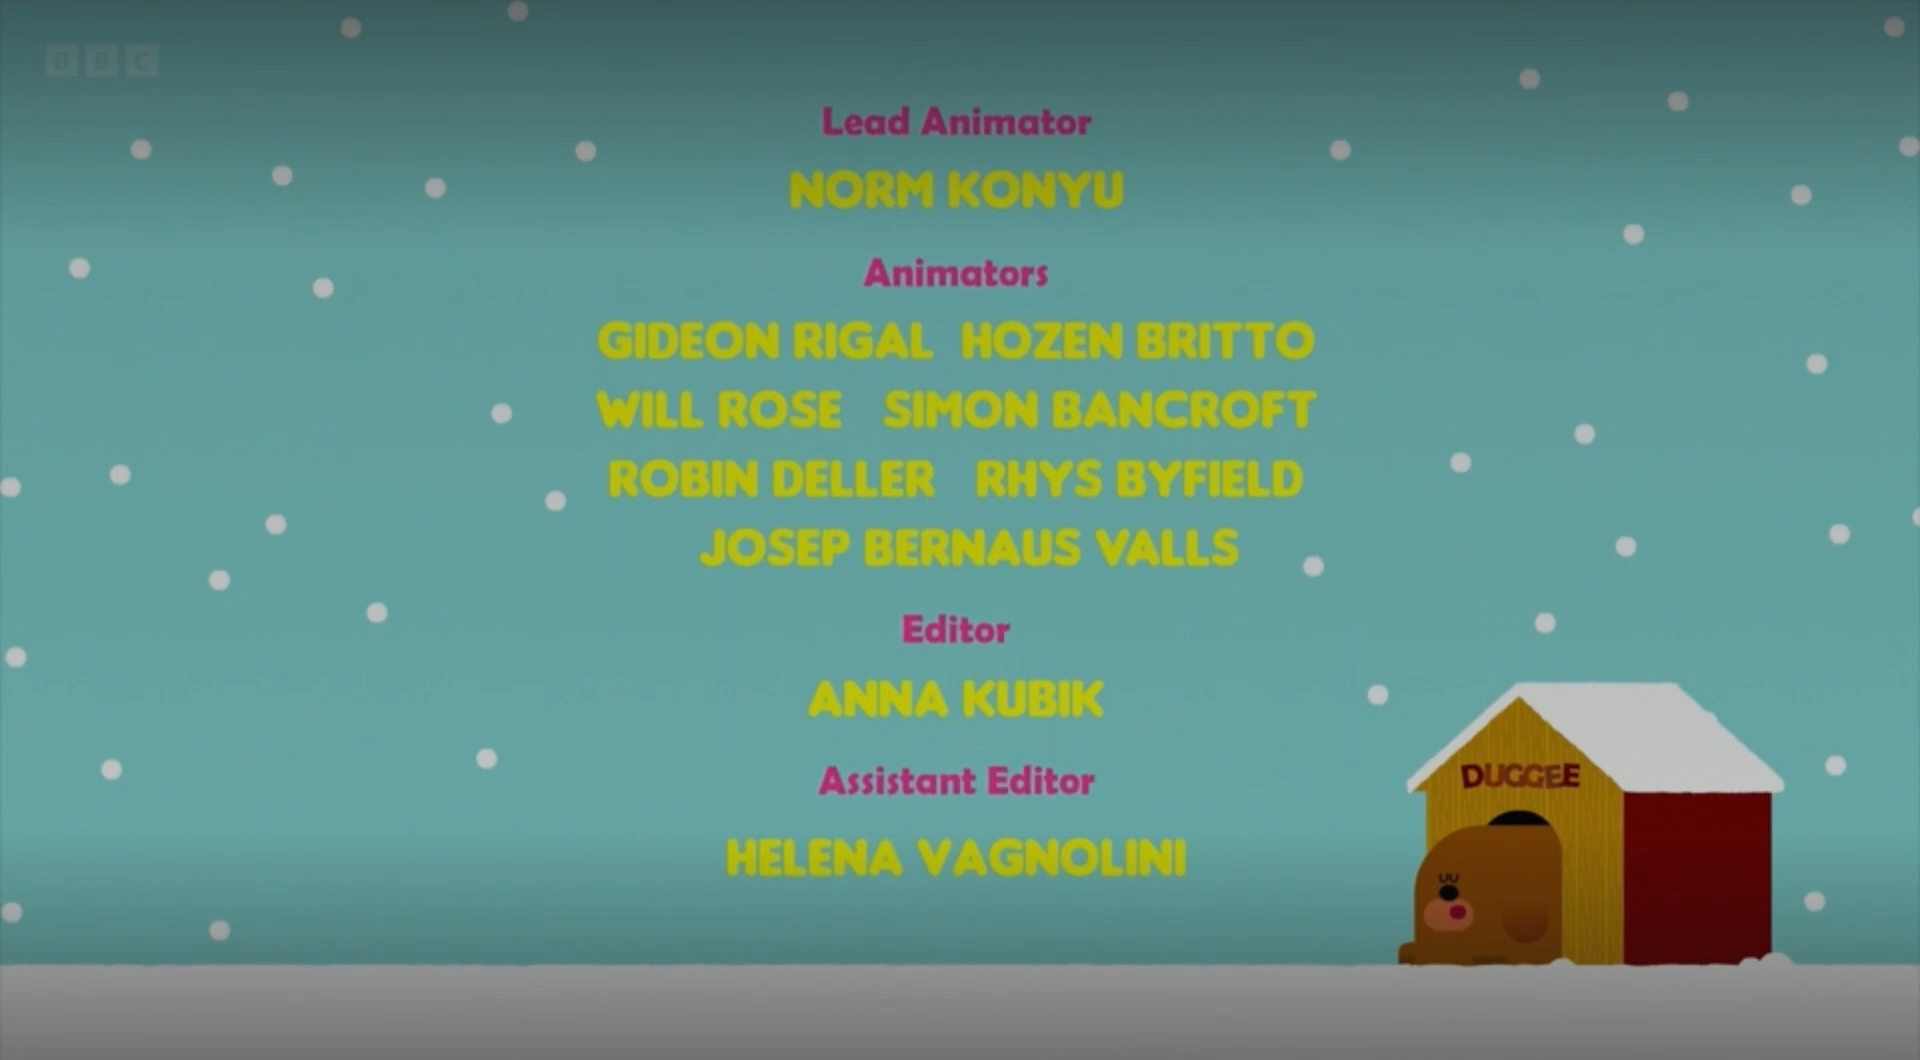 BBC
Lead Animator
NORM KONYU
Animators
GIDEON RIGAL HOZEN BRITTO
WILL ROSE SIMON BANCROFT
ROBIN DELLER RHYS BYFIELD
JOSEP BERNAUS VALLS
Editor
ANNA KUBIK
Assistant Editor
HELENA VAGNOLINI
DUGGEE